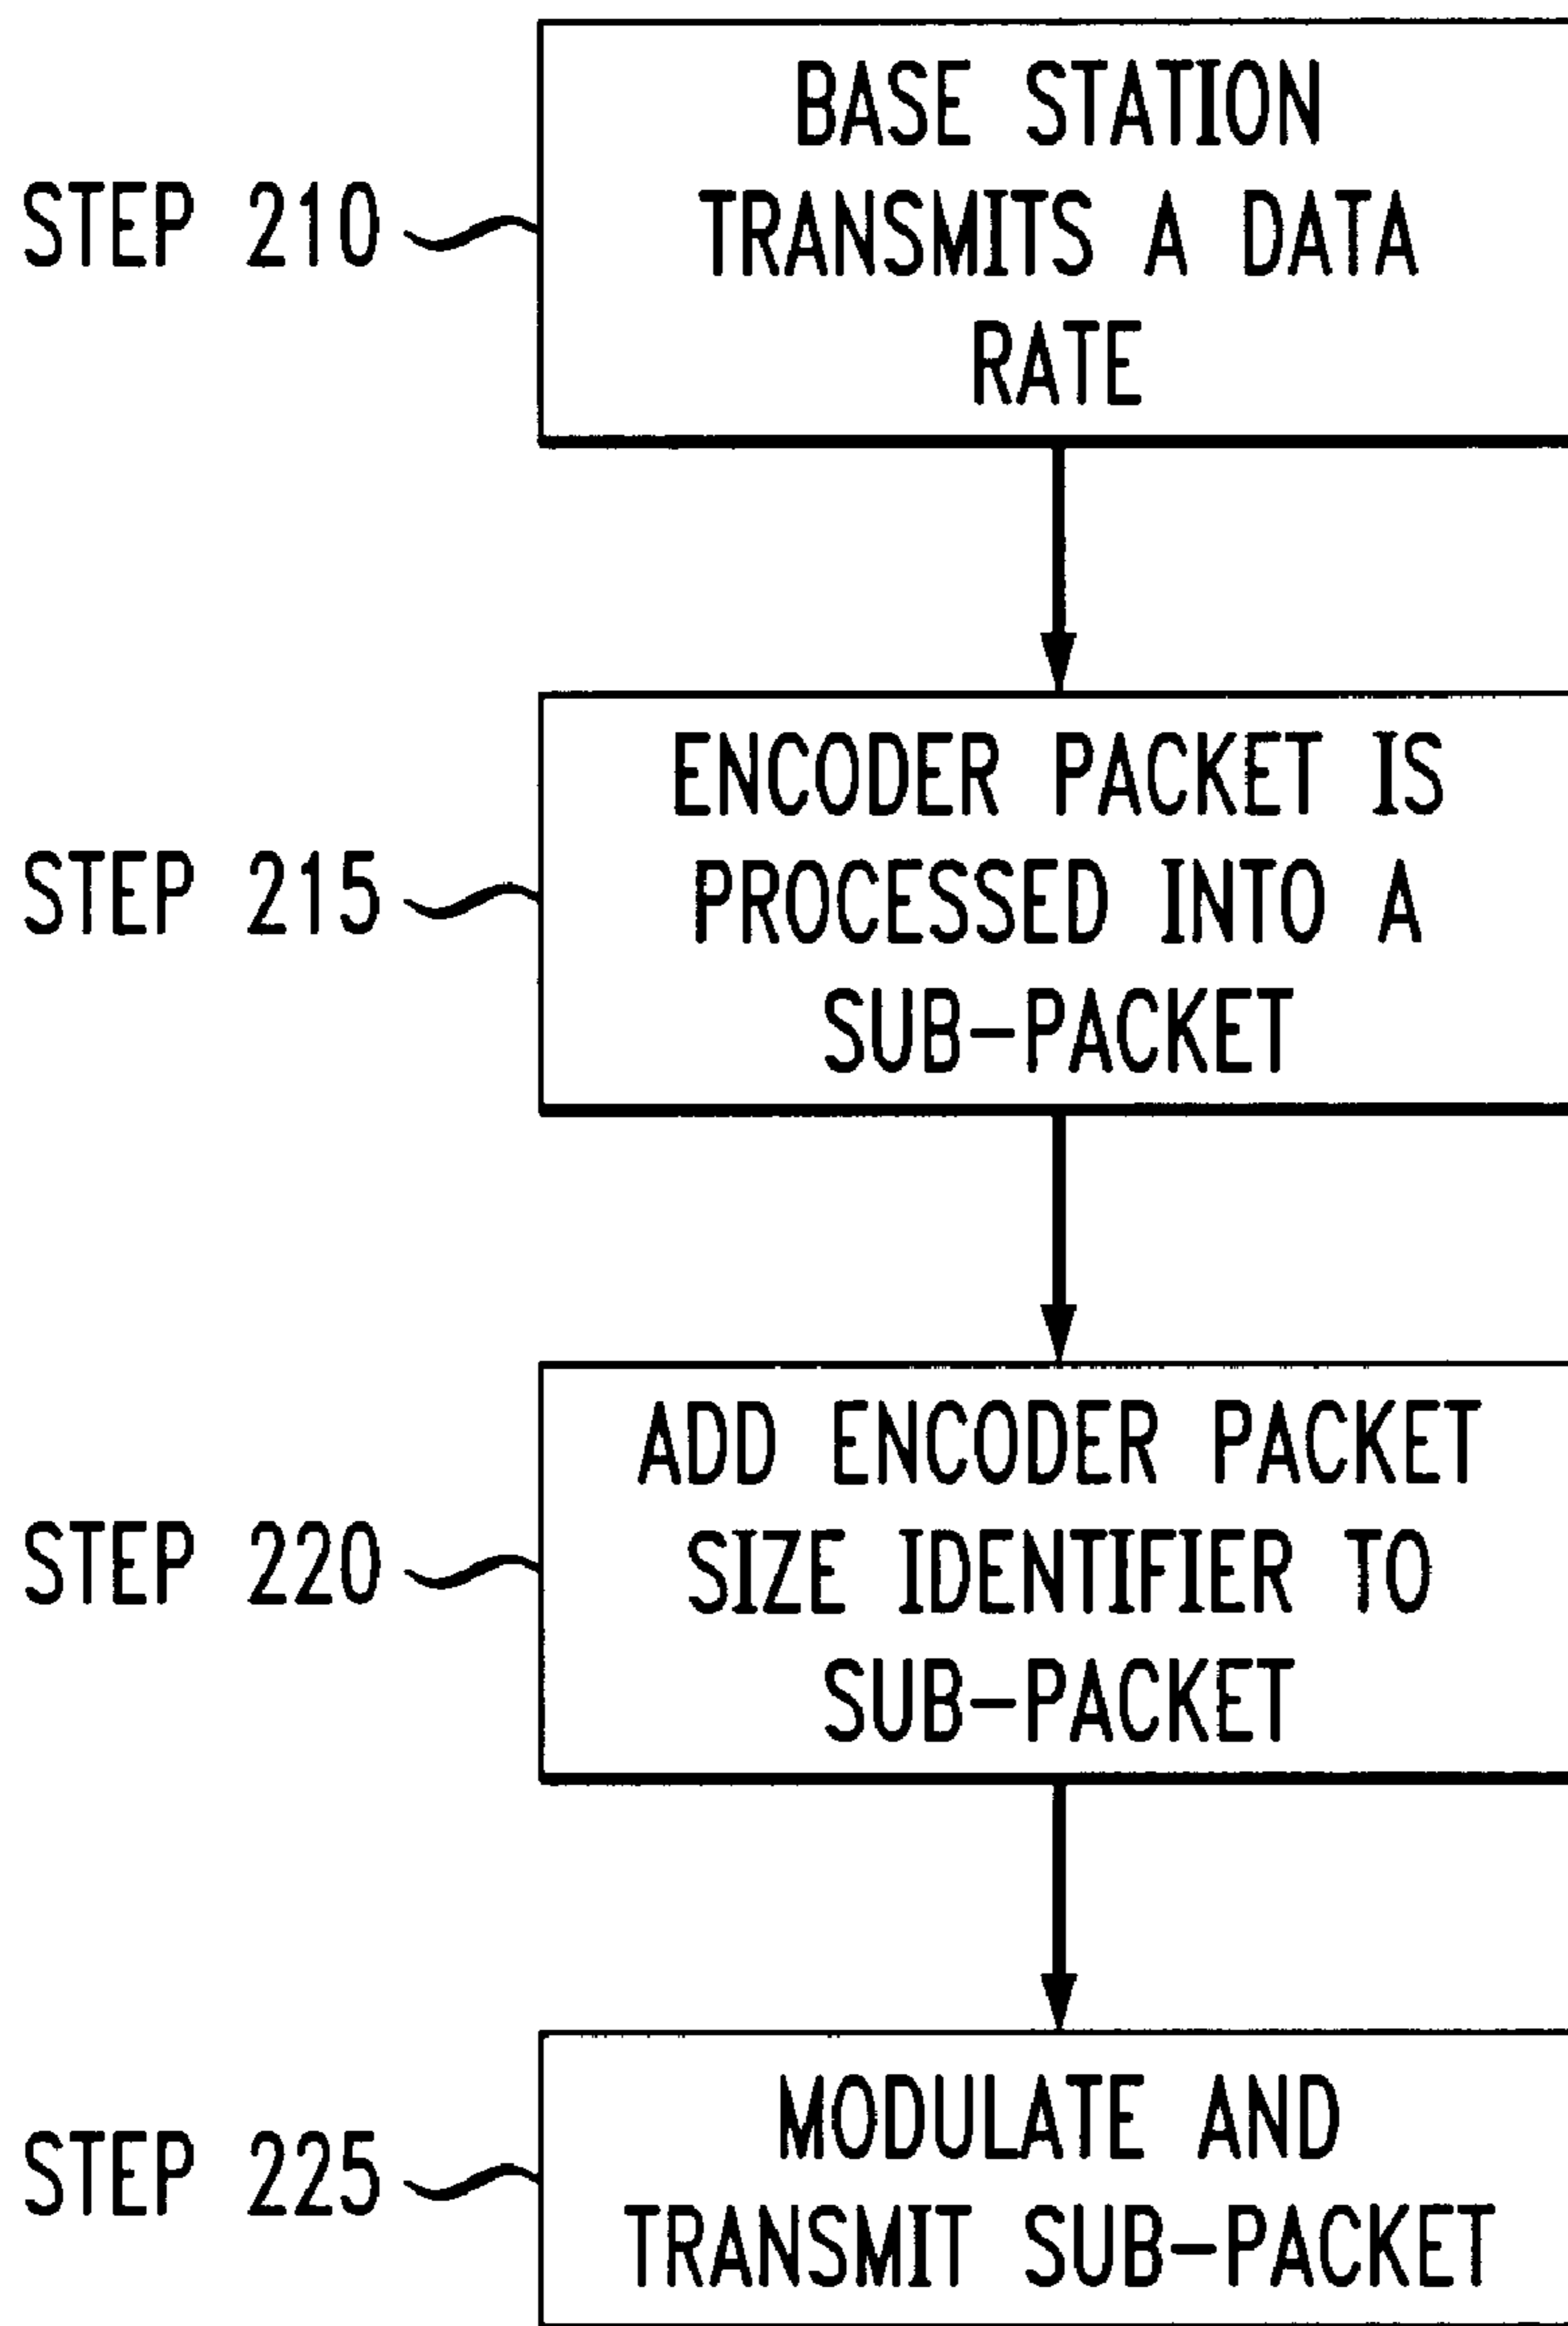 BASE STATION
STEP 210
TRANSMITS A DATA
RATE
ENCODER PACKET IS
STEP 215
PROCESSED INTO A
SUB-PACKET
ADD ENCODER PACKET
STEP 220
SIZE IDENTIFIER TO
SUB-PACKET
MODULATE AND
STEP 225
TRANSMIT SUB-PACKET